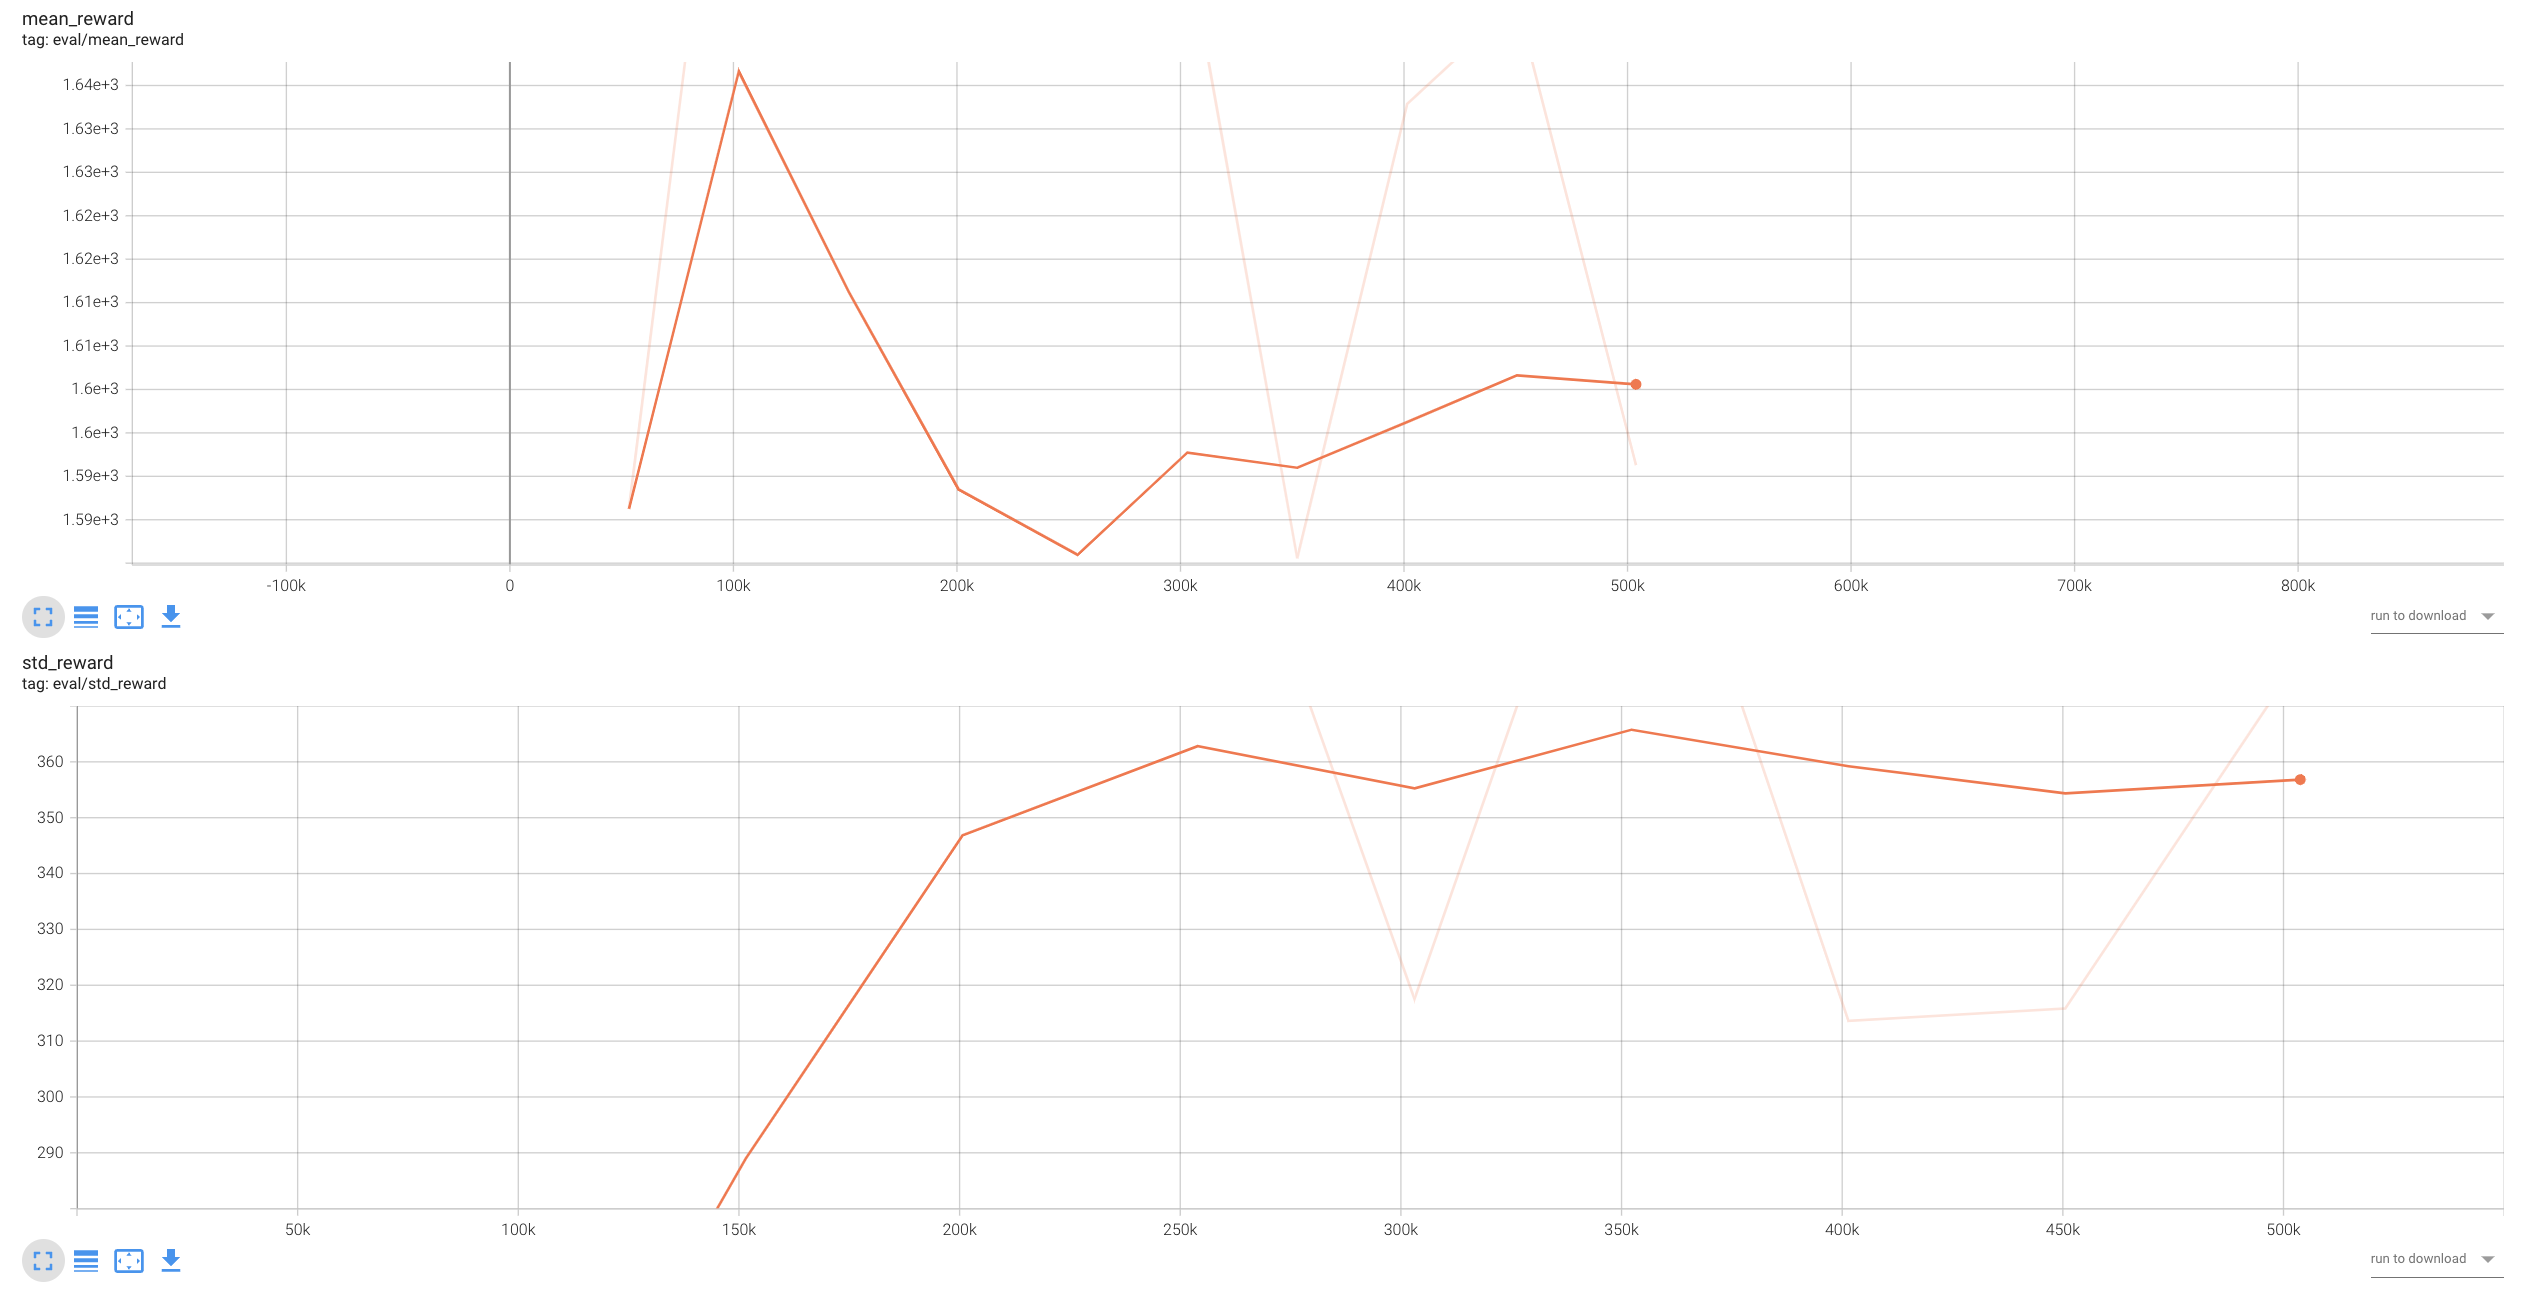 mean_reward
tag: eval/mean_reward
1.64e+3
1.63e+3
1.63e+3
1.62e+3
1.62e+3
1.61e+3
1.61e+3
1.6e+3
1.6e+3
1.59e+3
1.59e+3
-100k 0 100k 200k 300k 400k 500k 600k 700k 800k
run to download
std_reward
tag: eval/std_reward
360
350
340
330
320
310
300
290
50k 100k 150k 200k 250k 300k 350k 400k 450k 500k
run to download